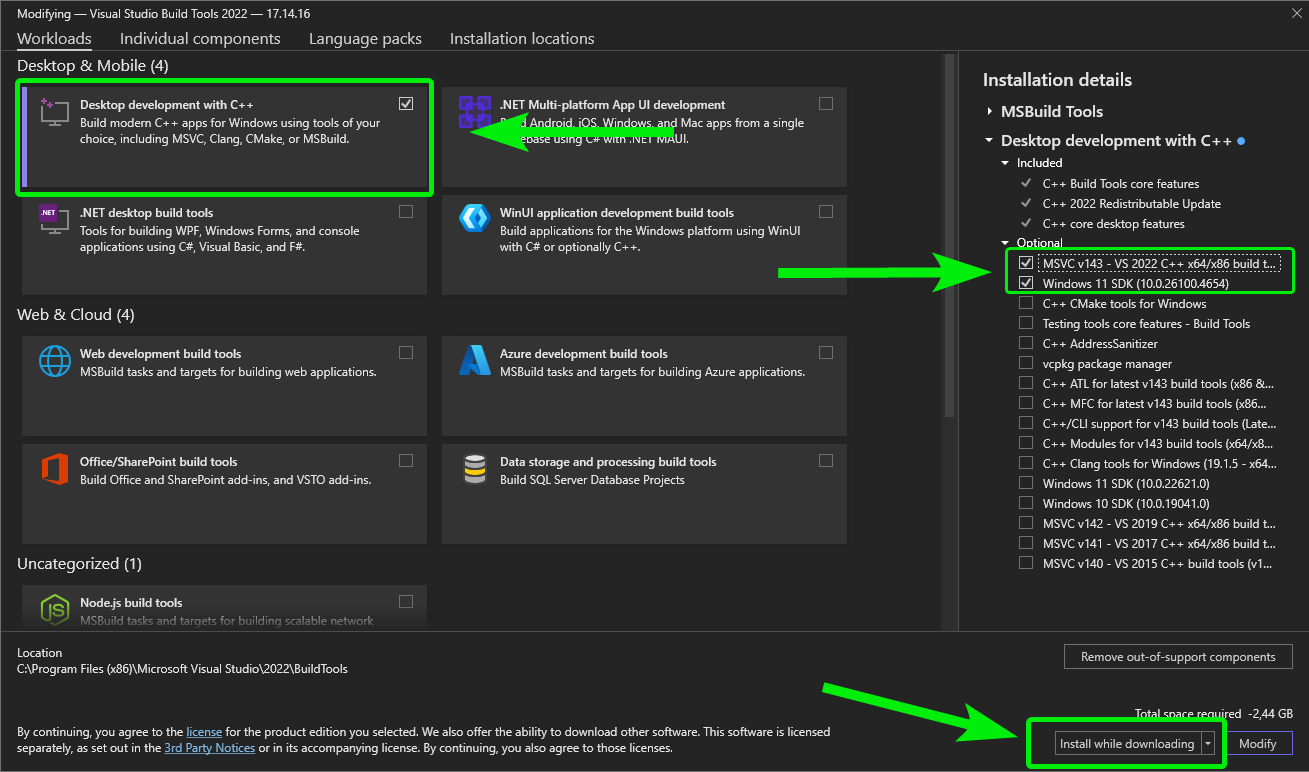 Modifying — Visual Studio Build Tools 2022 — 17.14.16
Workloads Individual components Language packs Installation locations
Desktop & Mobile (4)
Desktop development with C++
Build modern C++ apps for Windows using tools of your
choice, including MSVC, Clang, CMake, or MSBuild.
.NET Multi-platform App UI development
Android, iOS, Windows, and Mac apps from a single
using C# with .NET MAUI.
.NET
.NET desktop build tools
Tools for building WPF, Windows Forms, and console
applications using C#, Visual Basic, and F#.
WinUI application development build tools
Build applications for the Windows platform using WinUI
with C# or optionally C++.
Web & Cloud (4)
Web development build tools
MSBuild tasks and targets for building web applications.
Azure development build tools
MSBuild tasks and targets for building Azure applications.
Office/SharePoint build tools
Build Office and SharePoint add-ins, and VSTO add-ins.
Data storage and processing build tools
Build SQL Server Database Projects
Uncategorized (1)
JS
Node.js build tools
MSBuild tasks and targets for building scalable network
Installation details
MSBuild Tools
Desktop development with C++
Included
C++ Build Tools core features
C++ 2022 Redistributable Update
C++ core desktop features
Optional
MSVC v143 - VS 2022 C++ x64/x86 build t...
Windows 11 SDK (10.0.26100.4654)
C++ CMake tools for Windows
Testing tools core features - Build Tools
C++ AddressSanitizer
vcpkg package manager
C++ ATL for latest v143 build tools (x86 &...
C++ MFC for latest v143 build tools (x86...
C++/CLI support for v143 build tools (Late...
C++ Modules for v143 build tools (x64/x8...
C++ Clang tools for Windows (19.1.5 - x64...
Windows 11 SDK (10.0.22621.0)
Windows 10 SDK (10.0.19041.0)
MSVC v142 - VS 2019 C++ x64/x86 build t...
MSVC v141 - VS 2017 C++ x64/x86 build t...
MSVC v140 - VS 2015 C++ build tools (v1...
Location
C:\Program Files (x86)\Microsoft Visual Studio\2022\BuildTools
Remove out-of-support components
Total space required -2,44 GB
By continuing, you agree to the license for the product edition you selected. We also offer the ability to download other software. This software is licensed
separately, as set out in the 3rd Party Notices or in its accompanying license. By continuing, you also agree to those licenses.
Install while downloading
Modify